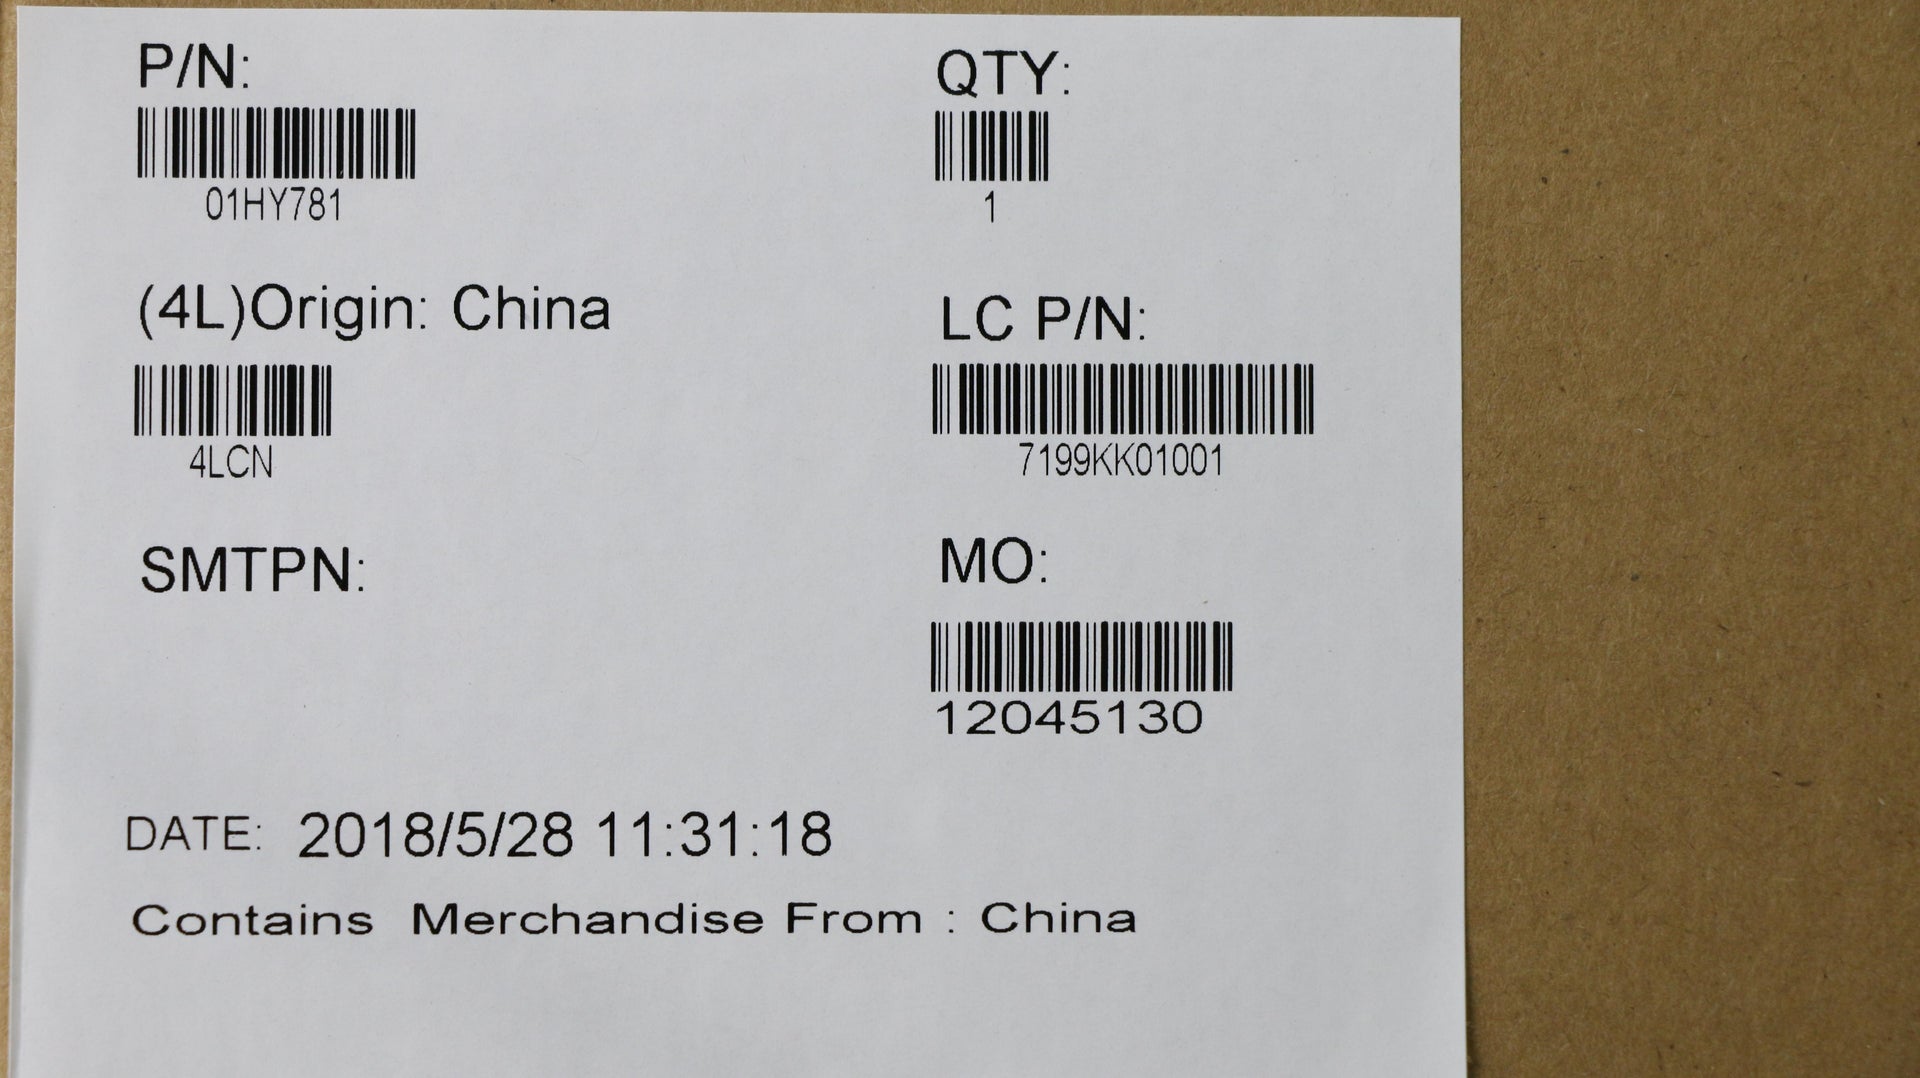 P/N:
01HY781
QTY:
1
(4L)Origin: China
4LCN
LC P/N:
7199KK01001
SMTPN:
MO:
12045130
DATE: 2018/5/28 11:31:18
Contains Merchandise From : China